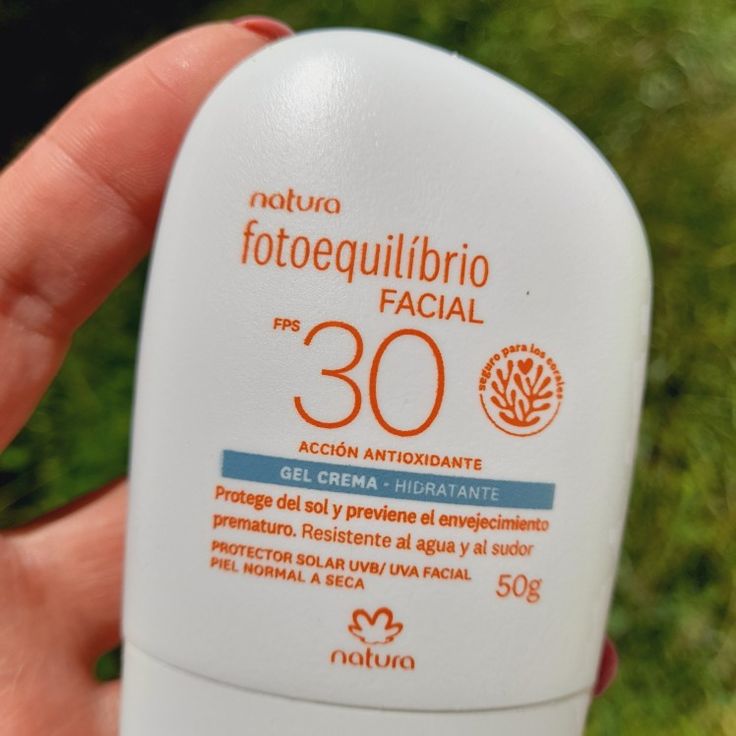 natura
fotoequilíbrio
FACIAL
FPS 30
seguro para los corales
ACCIÓN ANTIOXIDANTE
GEL CREMA - HIDRATANTE
Protege del sol y previene el envejecimiento
prematuro. Resistente al agua y al sudor
PROTECTOR SOLAR UVB/ UVA FACIAL
PIEL NORMAL A SECA
50g
natura